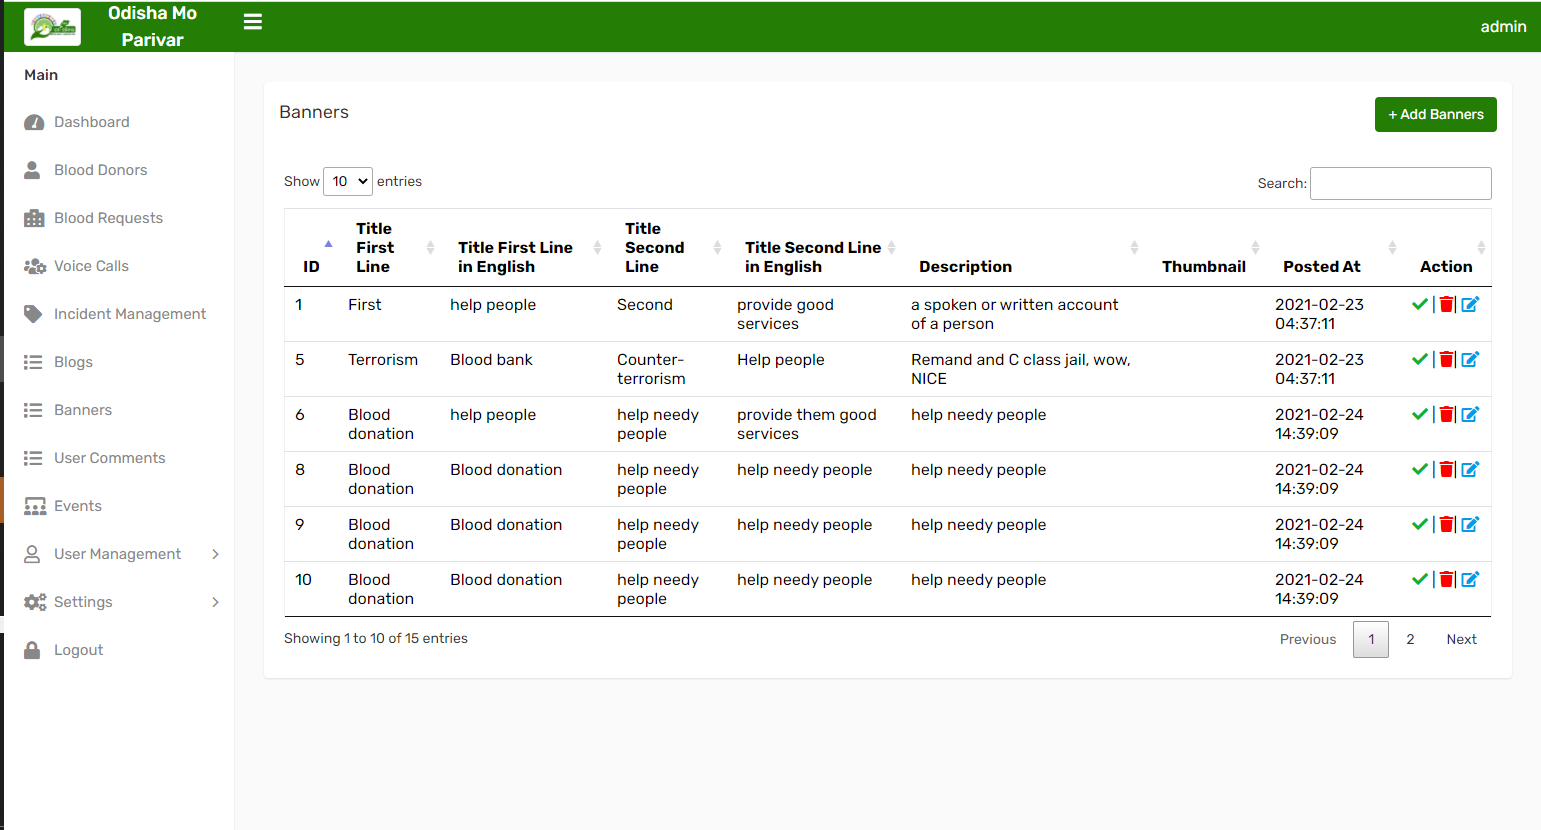 Odisha Mo
Parivar
admin
Main
Dashboard
Blood Donors
Blood Requests
Voice Calls
Incident Management
Blogs
Banners
User Comments
Events
User Management
Settings
Logout
Banners
+ Add Banners
Show 10 entries
Search:
ID
Title
First
Line
Title First Line
in English
Title
Second
Line
Title Second Line
in English
Description
Thumbnail
Posted At
Action
1 First help people Second provide good a spoken or written account 2021-02-23
services of a person 04:37:11
5 Terrorism Blood bank Counter- Help people Remand and C class jail, wow, 2021-02-23
terrorism NICE 04:37:11
6 Blood help people help needy provide them good help needy people 2021-02-24
donation people services 14:39:09
8 Blood Blood donation help needy help needy people help needy people 2021-02-24
donation people 14:39:09
9 Blood Blood donation help needy help needy people help needy people 2021-02-24
donation people 14:39:09
10 Blood Blood donation help needy help needy people help needy people 2021-02-24
donation people 14:39:09
Showing 1 to 10 of 15 entries
Previous 1 2 Next